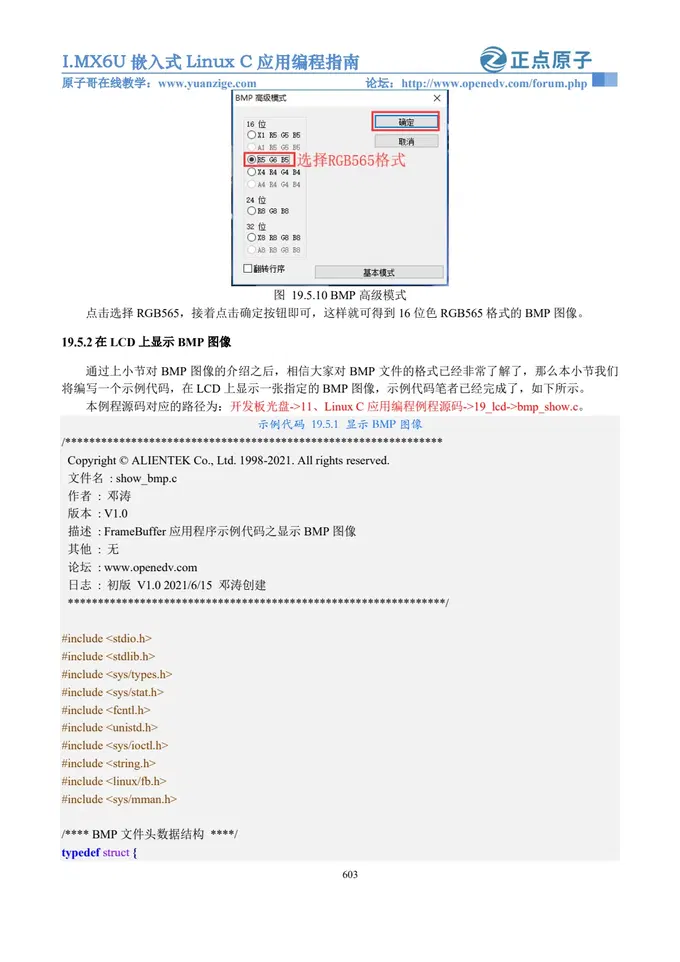 I.MX6U 嵌入式 Linux C 应用编程指南
正点原子
原子哥在线教学：www.yuanzige.com 论坛：http://www.openedv.com/forum.php
BMP 高级模式
16 位
X1 R5 G5 B5
A1 R5 G5 B5
R5 G6 B5
X4 R4 G4 B4
A4 R4 G4 B4
24 位
R8 G8 B8
32 位
X8 R8 G8 B8
A8 R8 G8 B8
翻转行序
确定
取消
选择RGB565格式
基本模式
图 19.5.10 BMP 高级模式
点击选择 RGB565，接着点击确定按钮即可，这样就可得到 16 位色 RGB565 格式的 BMP 图像。
19.5.2 在 LCD 上显示 BMP 图像
通过上小节对 BMP 图像的介绍之后，相信大家对 BMP 文件的格式已经非常了解了，那么本小节我们
将编写一个示例代码，在 LCD 上显示一张指定的 BMP 图像，示例代码笔者已经完成了，如下所示。
本例程源码对应的路径为：开发板光盘->11、Linux C 应用编程例程源码->19_lcd->bmp_show.c。
示例代码 19.5.1 显示 BMP 图像
/***************************************************************
Copyright © ALIENTEK Co., Ltd. 1998-2021. All rights reserved.
文件名 : show_bmp.c
作者 : 邓涛
版本 : V1.0
描述 : FrameBuffer 应用程序示例代码之显示 BMP 图像
其他 : 无
论坛 : www.openedv.com
日志 : 初版 V1.0 2021/6/15 邓涛创建
***************************************************************/
#include <stdio.h>
#include <stdlib.h>
#include <sys/types.h>
#include <sys/stat.h>
#include <fcntl.h>
#include <unistd.h>
#include <sys/ioctl.h>
#include <string.h>
#include <linux/fb.h>
#include <sys/mman.h>
/**** BMP 文件头数据结构 ****/
typedef struct {
603